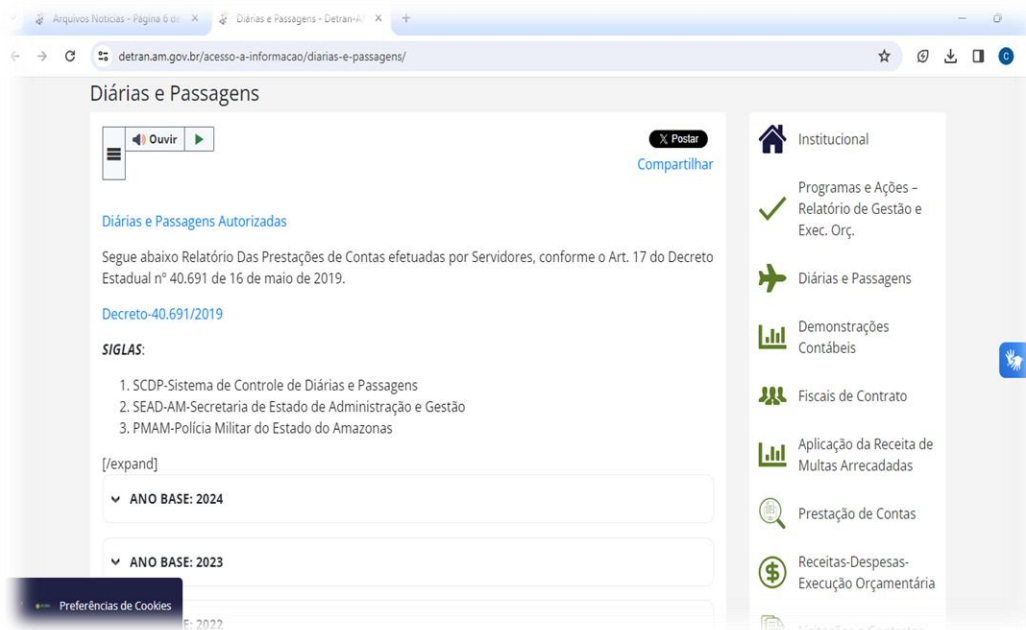 Arquivos Noticias - Página 6 de
Diárias e Passagens - Detran-A
detran.am.gov.br/acesso-a-informacao/diarias-e-passagens/
C
Diárias e Passagens
Ouvir
X Postar
Compartilhar
Diárias e Passagens Autorizadas
Segue abaixo Relatório Das Prestações de Contas efetuadas por Servidores, conforme o Art. 17 do Decreto
Estadual nº 40.691 de 16 de maio de 2019.
Decreto-40.691/2019
SIGLAS:
1. SCDP-Sistema de Controle de Diárias e Passagens
2. SEAD-AM-Secretaria de Estado de Administração e Gestão
3. PMAM-Polícia Militar do Estado do Amazonas
[/expand]
ANO BASE: 2024
ANO BASE: 2023
E: 2022
Preferências de Cookies
Institucional
Programas e Ações –
Relatório de Gestão e
Exec. Orç.
Diárias e Passagens
Demonstrações
Contábeis
Fiscais de Contrato
Aplicação da Receita de
Multas Arrecadadas
Prestação de Contas
Receitas-Despesas-
Execução Orçamentária